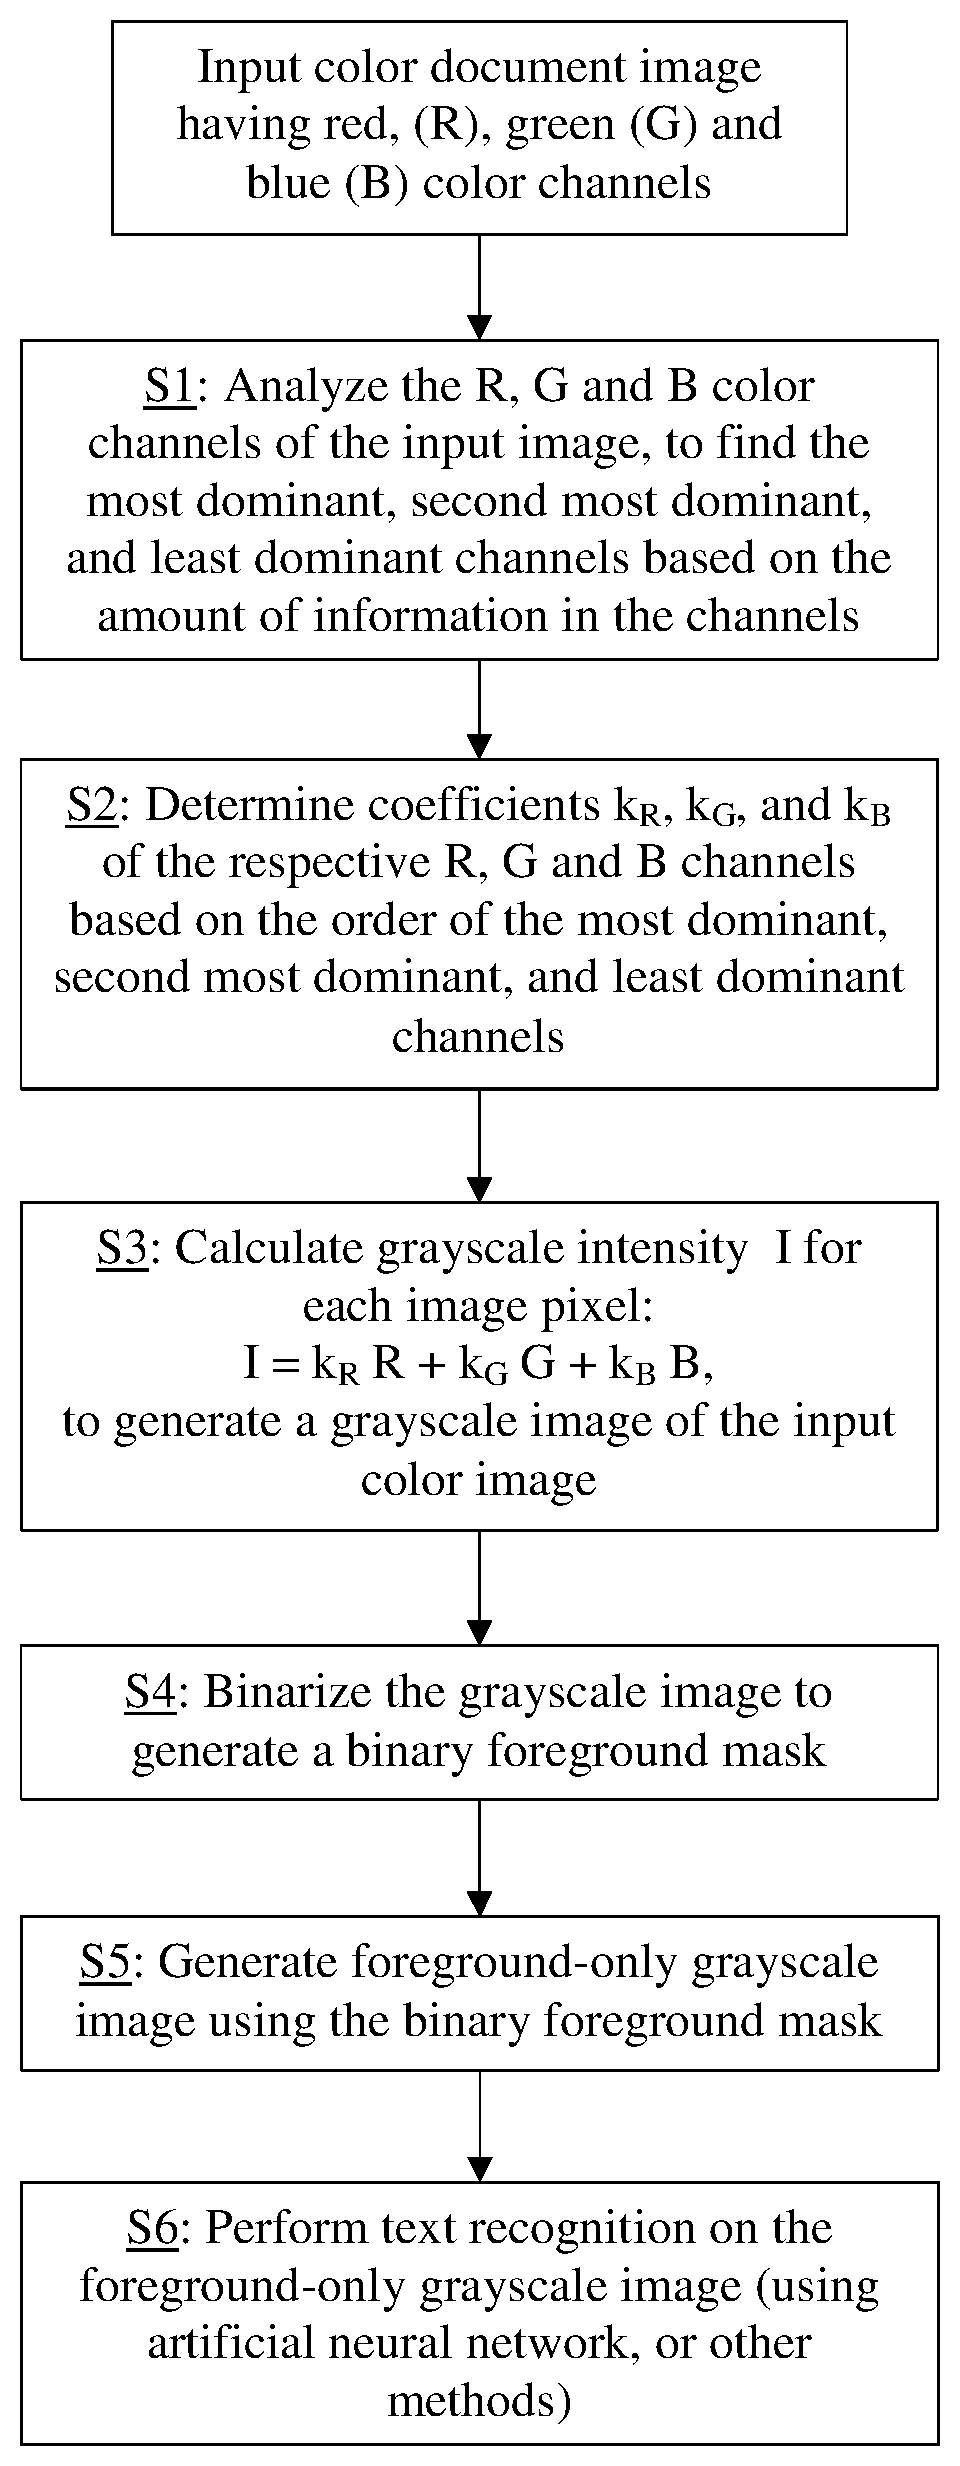 Input color document image
having red, (R), green (G) and
blue (B) color channels
S1: Analyze the R, G and B color
channels of the input image, to find the
most dominant, second most dominant,
and least dominant channels based on the
amount of information in the channels
S2: Determine coefficients kR, kG, and kB
of the respective R, G and B channels
based on the order of the most dominant,
second most dominant, and least dominant
channels
S3: Calculate grayscale intensity I for
each image pixel:
I = kR R + kG G + kB B,
to generate a grayscale image of the input
color image
S4: Binarize the grayscale image to
generate a binary foreground mask
S5: Generate foreground-only grayscale
image using the binary foreground mask
S6: Perform text recognition on the
foreground-only grayscale image (using
artificial neural network, or other
methods)